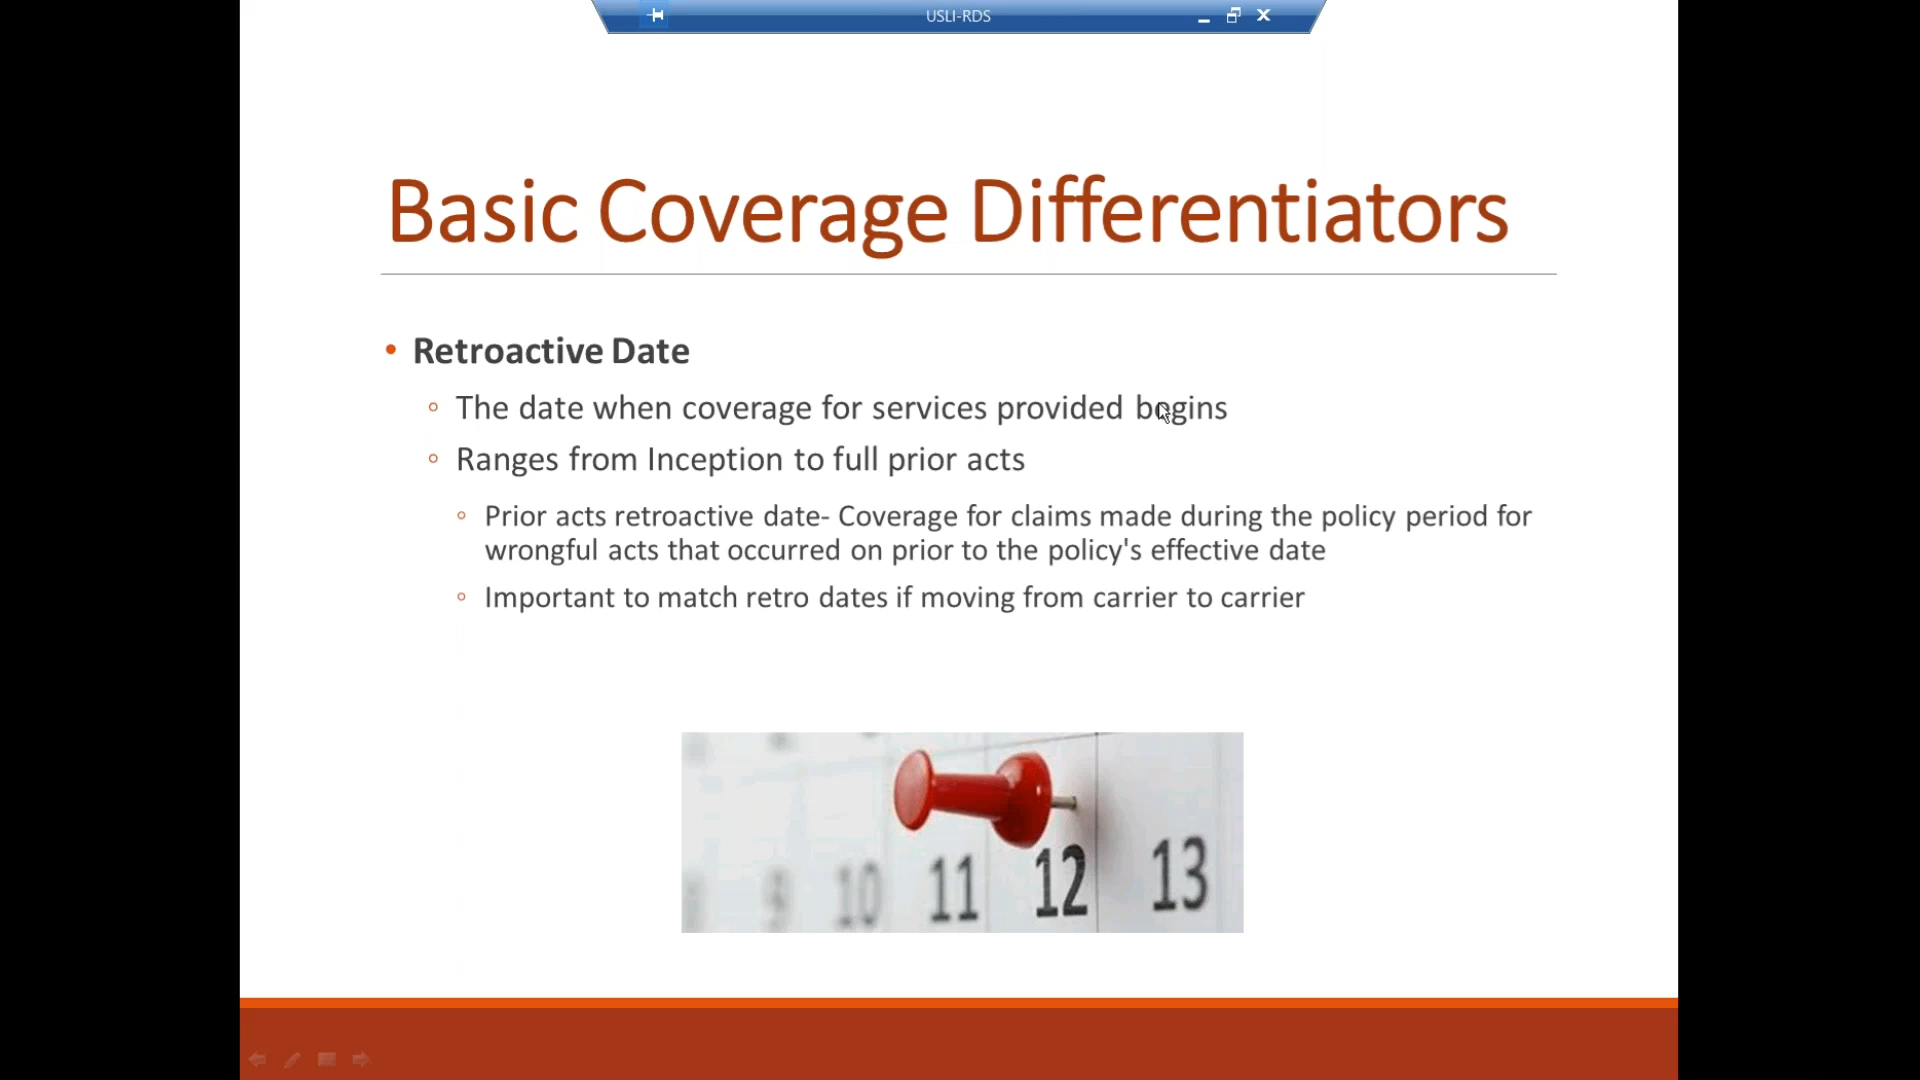 USLI-RDS
Basic Coverage Differentiators
• Retroactive Date
◦ The date when coverage for services provided begins
◦ Ranges from Inception to full prior acts
◦ Prior acts retroactive date- Coverage for claims made during the policy period for
wrongful acts that occurred on prior to the policy's effective date
◦ Important to match retro dates if moving from carrier to carrier
9 10 11 12 13